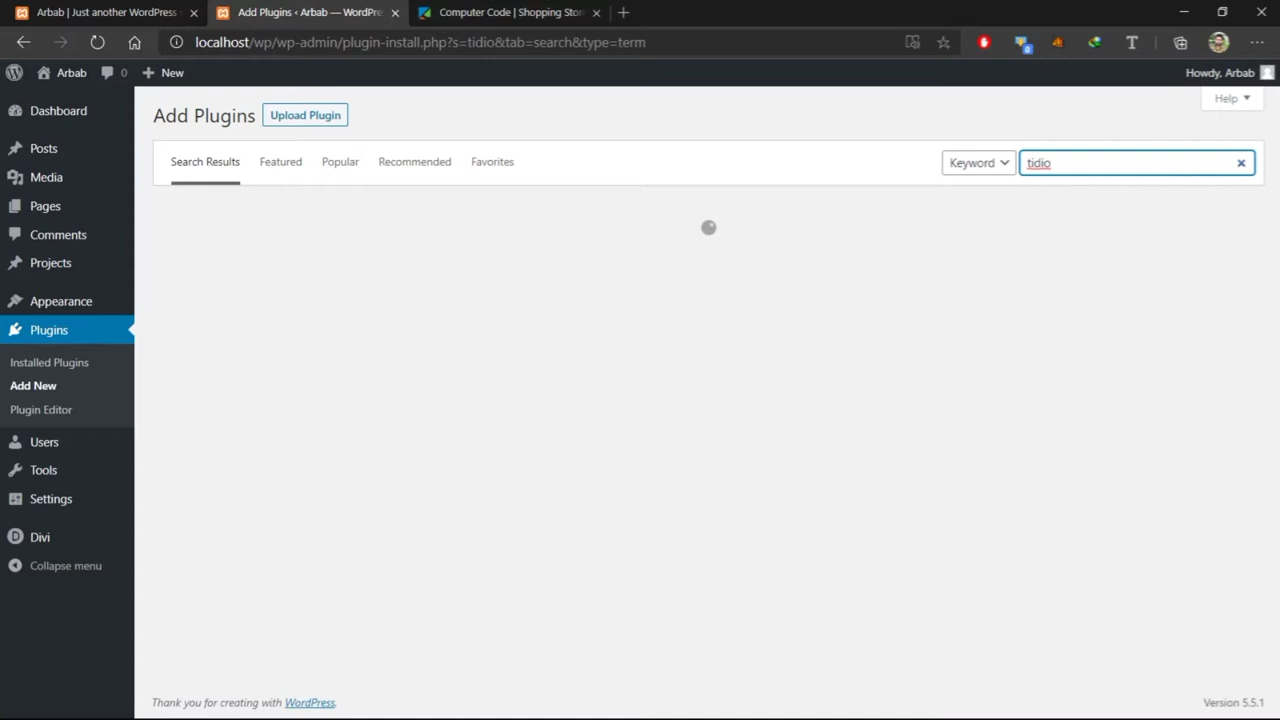 Arbab | Just another WordPress
Add Plugins ‹ Arbab — WordPre
Computer Code | Shopping Stor
localhost/wp/wp-admin/plugin-install.php?s=tidio&tab=search&type=term
Arbab
0
New
Howdy, Arbab
Dashboard
Posts
Media
Pages
Comments
Projects
Appearance
Plugins
Installed Plugins
Add New
Plugin Editor
Users
Tools
Settings
Divi
Collapse menu
Add Plugins
Upload Plugin
Help
Search Results
Featured
Popular
Recommended
Favorites
Keyword
tidio
Thank you for creating with WordPress.
Version 5.5.1